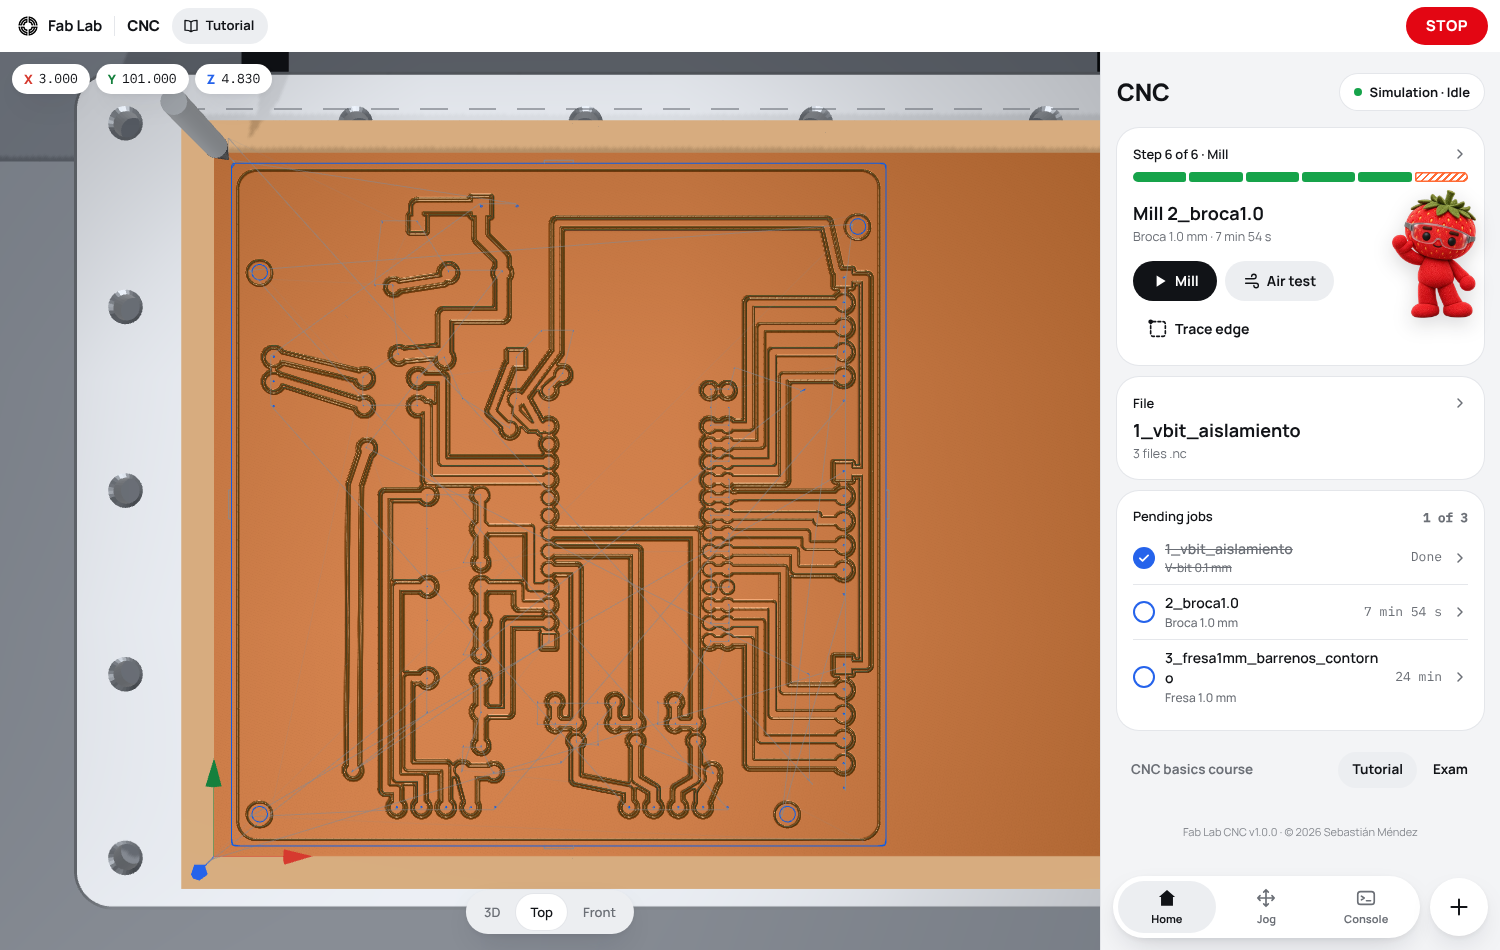 Fab Lab CNC Tutorial STOP
X 3.000 Y 101.000 Z 4.830
CNC Simulation · Idle
Step 6 of 6 · Mill
Mill 2_broca1.0
Broca 1.0 mm · 7 min 54 s
Mill Air test
Trace edge
File
1_vbit_aislamiento
3 files .nc
Pending jobs 1 of 3
1_vbit_aislamiento Done
V-bit 0.1 mm
2_broca1.0 7 min 54 s
Broca 1.0 mm
3_fresa1mm_barrenos_contorn
o 24 min
Fresa 1.0 mm
CNC basics course Tutorial Exam
Fab Lab CNC v1.0.0 · © 2026 Sebastián Méndez
3D Top Front
Home Jog Console